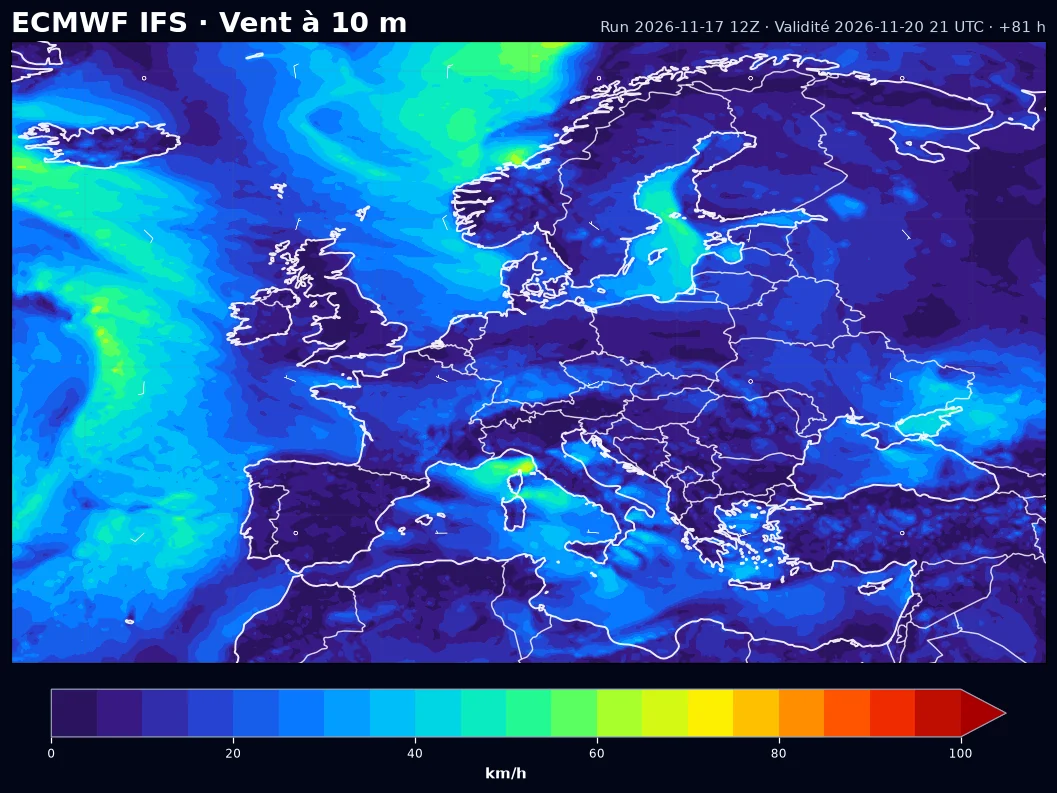 ECMWF IFS · Vent à 10 m
Run 2026-11-17 12Z · Validité 2026-11-20 21 UTC · +81 h
0 20 40 60 80 100
km/h